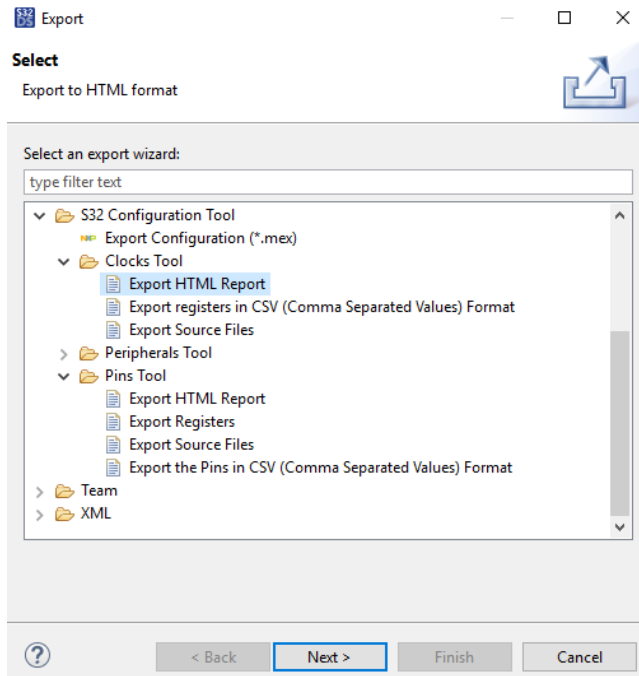 S32
DS
Export
Select
Export to HTML format
Select an export wizard:
type filter text
S32 Configuration Tool
NXP Export Configuration (*.mex)
Clocks Tool
Export HTML Report
Export registers in CSV (Comma Separated Values) Format
Export Source Files
Peripherals Tool
Pins Tool
Export HTML Report
Export Registers
Export Source Files
Export the Pins in CSV (Comma Separated Values) Format
Team
XML
?
< Back
Next >
Finish
Cancel